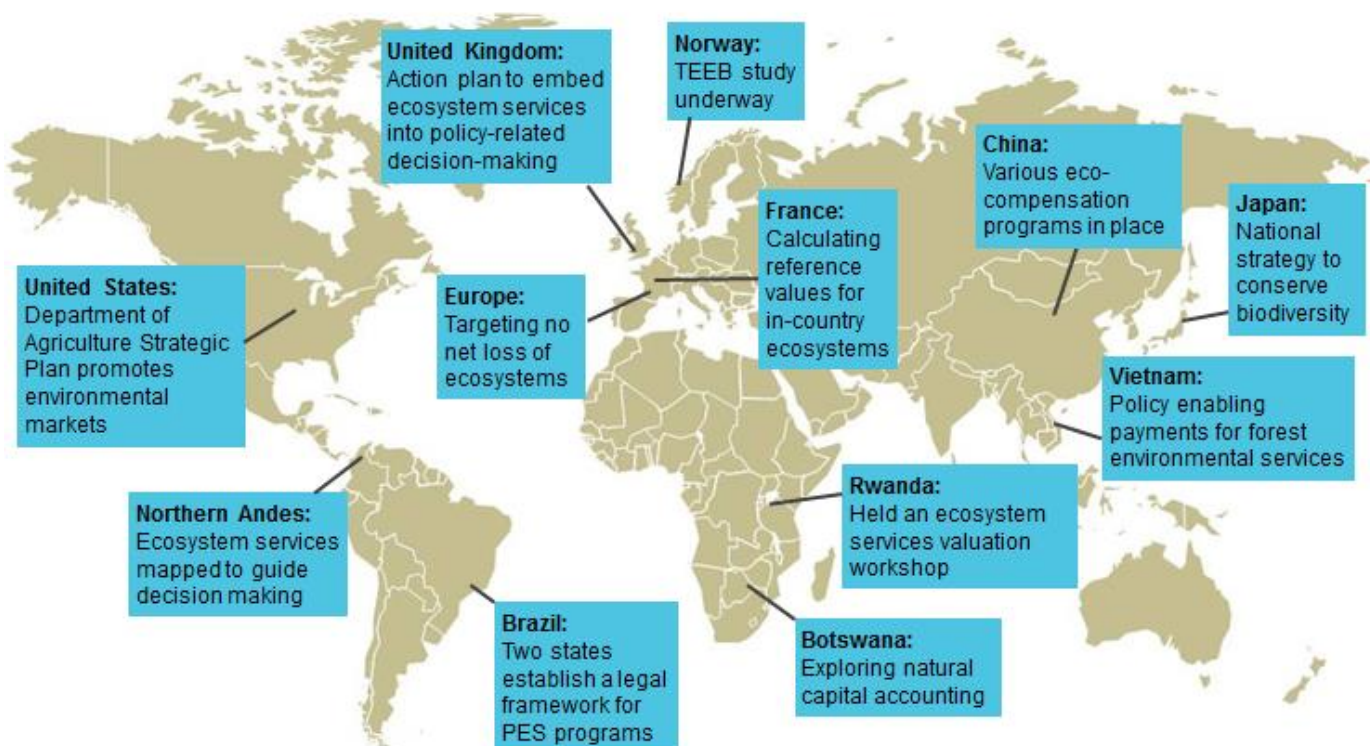 United Kingdom:
Action plan to embed
ecosystem services
into policy-related
decision-making
Norway:
TEEB study
underway
China:
Various eco-
compensation
programs in place
Japan:
National
strategy to
conserve
biodiversity
France:
Calculating
reference
values for
in-country
ecosystems
United States:
Department of
Agriculture Strategic
Plan promotes
environmental
markets
Europe:
Targeting no
net loss of
ecosystems
Vietnam:
Policy enabling
payments for forest
environmental services
Northern Andes:
Ecosystem services
mapped to guide
decision making
Rwanda:
Held an ecosystem
services valuation
workshop
Brazil:
Two states
establish a legal
framework for
PES programs
Botswana:
Exploring natural
capital accounting